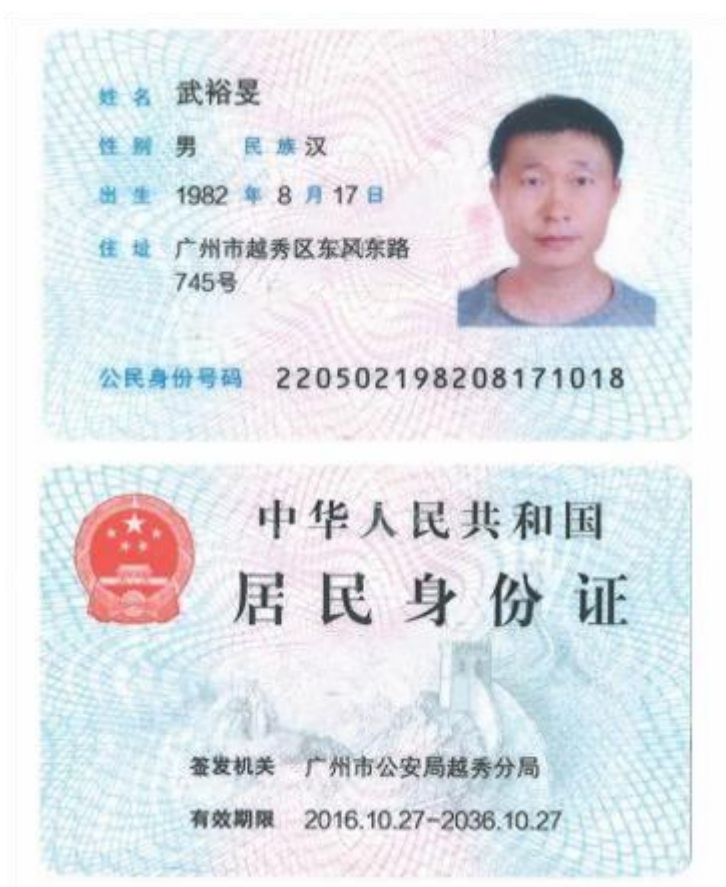 姓名 武裕旻
性别 男 民族 汉
出生 1982 年 8 月 17 日
住址 广州市越秀区东风东路
745号
公民身份号码 220502198208171018
中华人民共和国
居民身份证
签发机关 广州市公安局越秀分局
有效期限 2016.10.27-2036.10.27